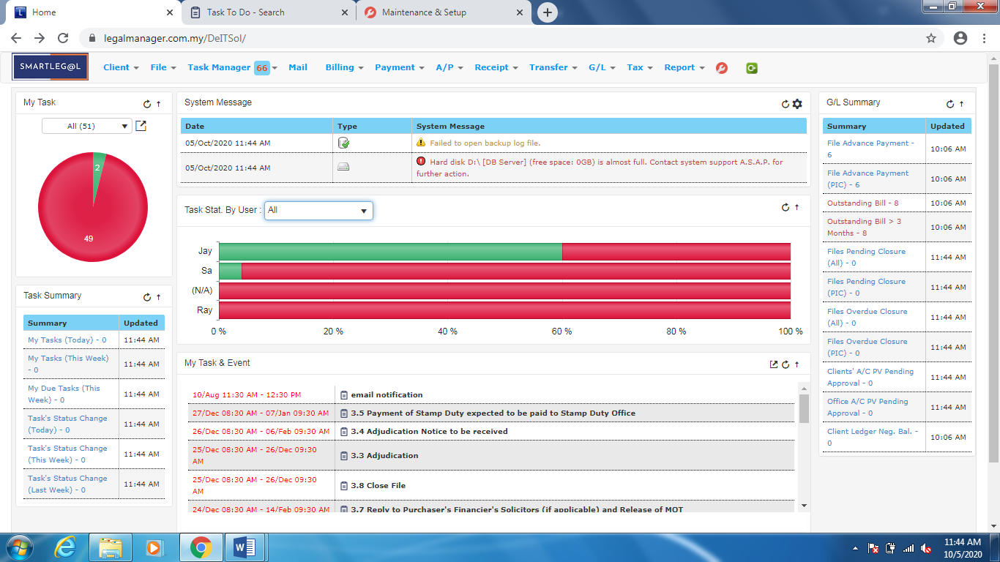 Home
Task To Do - Search
Maintenance & Setup
legalmanager.com.my/DeITSol/
SMARTLEG@L
Client
File
Task Manager 66
Mail
Billing
Payment
A/P
Receipt
Transfer
G/L
Tax
Report
My Task
All (51)
2
49
Task Summary
Summary Updated
My Tasks (Today) - 0 11:44 AM
My Tasks (This Week)
- 0 11:44 AM
My Due Tasks (This
Week) - 0 11:44 AM
Task's Status Change
(Today) - 0 11:44 AM
Task's Status Change
(This Week) - 0 11:44 AM
Task's Status Change
(Last Week) - 0 11:44 AM
System Message
Date Type System Message
05/Oct/2020 11:44 AM Failed to open backup log file.
05/Oct/2020 11:44 AM Hard disk D:\ [DB Server] (free space: 0GB) is almost full. Contact system support A.S.A.P. for
further action.
Task Stat. By User : All
Jay
Sa
(N/A)
Ray
0 % 20 % 40 % 60 % 80 % 100 %
My Task & Event
10/Aug 11:30 AM - 12:30 PM email notification
27/Dec 08:30 AM - 07/Jan 09:30 AM 3.5 Payment of Stamp Duty expected to be paid to Stamp Duty Office
26/Dec 08:30 AM - 06/Feb 09:30 AM 3.4 Adjudication Notice to be received
25/Dec 08:30 AM - 26/Dec 09:30
AM 3.3 Adjudication
25/Dec 08:30 AM - 26/Dec 09:30
AM 3.8 Close File
24/Dec 08:30 AM - 14/Feb 09:30 AM 3.7 Reply to Purchaser's Financier's Solicitors (if applicable) and Release of MOT
G/L Summary
Summary Updated
File Advance Payment -
6 10:06 AM
File Advance Payment
(PIC) - 6 10:06 AM
Outstanding Bill - 8 10:06 AM
Outstanding Bill > 3
Months - 8 10:06 AM
Files Pending Closure
(All) - 0 11:44 AM
Files Pending Closure
(PIC) - 0 11:44 AM
Files Overdue Closure
(All) - 0 11:44 AM
Files Overdue Closure
(PIC) - 0 11:44 AM
Clients' A/C PV Pending
Approval - 0 11:44 AM
Office A/C PV Pending
Approval - 0 11:44 AM
Client Ledger Neg. Bal. -
0 10:06 AM
11:44 AM
10/5/2020